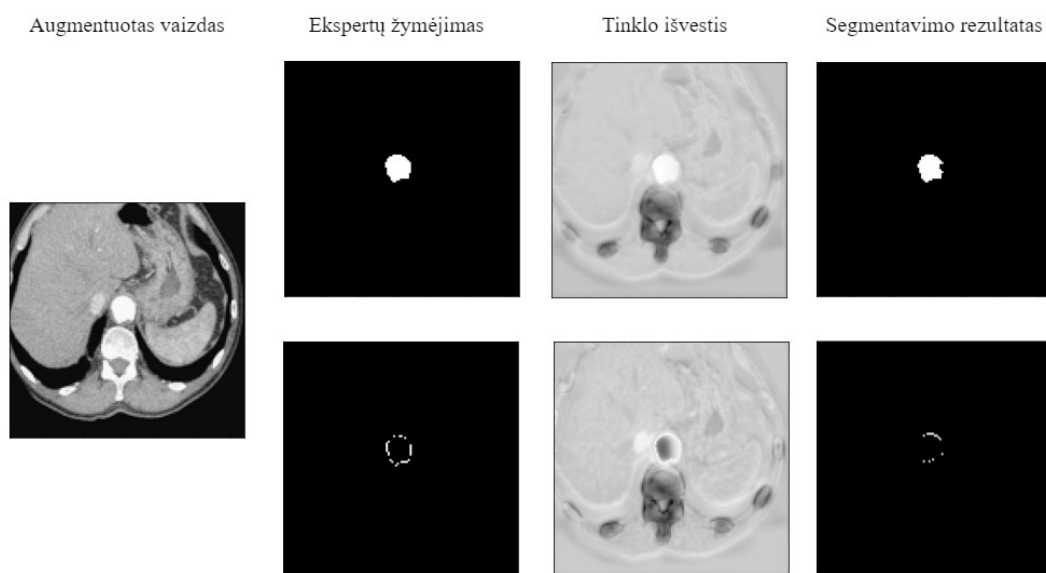 Augmentuotas vaizdas
Ekspertų žymėjimas
Tinklo išvestis
Segmentavimo rezultatas